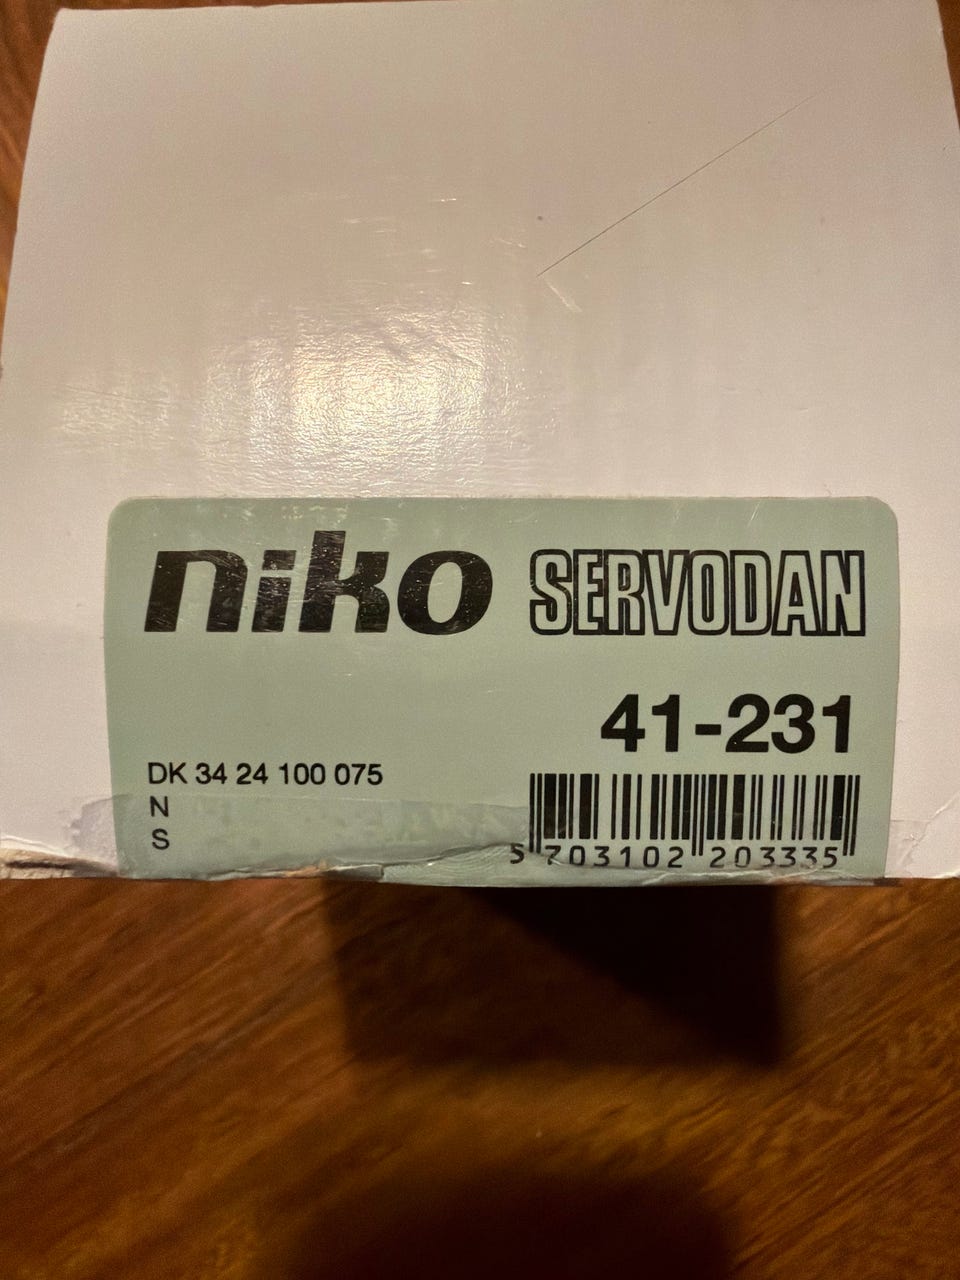 niko SERVODAN
41-231
DK 34 24 100 075
N
S
5 703102 203335